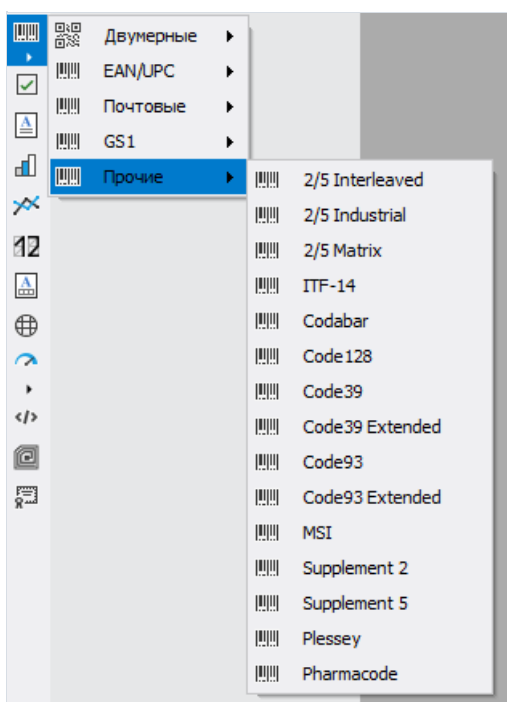 Двумерные
EAN/UPC
Почтовые
GS1
Прочие
2/5 Interleaved
2/5 Industrial
2/5 Matrix
ITF-14
Codabar
Code128
Code39
Code39 Extended
Code93
Code93 Extended
MSI
Supplement 2
Supplement 5
Plessey
Pharmacode
A
12
A
</>